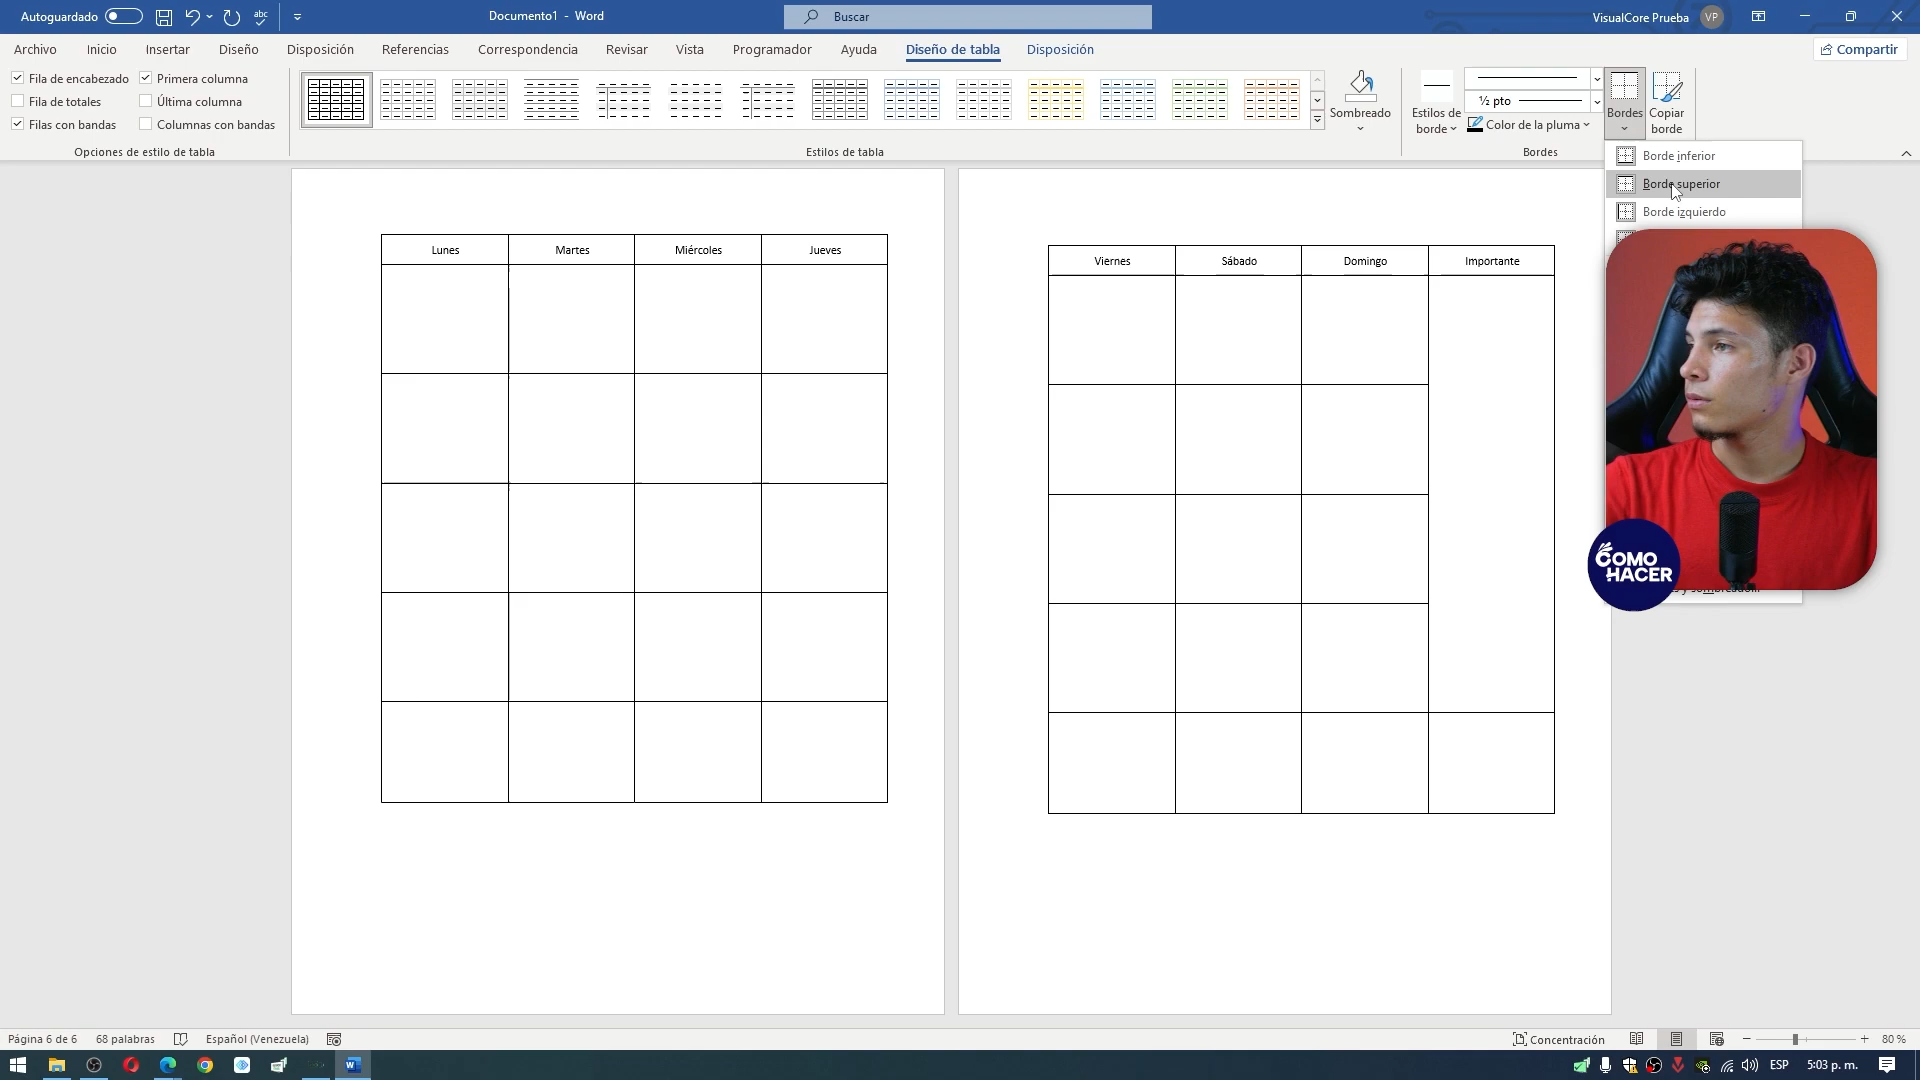 Autoguardado
abc
Documento1 - Word
Buscar
VisualCore Prueba
VP
Archivo
Inicio
Insertar
Diseño
Disposición
Referencias
Correspondencia
Revisar
Vista
Programador
Ayuda
Diseño de tabla
Disposición
Compartir
Fila de encabezado
Primera columna
Fila de totales
Última columna
Filas con bandas
Columnas con bandas
Opciones de estilo de tabla
Estilos de tabla
Sombreado
Estilos de borde
½ pto
Color de la pluma
Bordes
Copiar borde
Bordes
Borde inferior
Borde superior
Borde izquierdo
Lunes
Martes
Miércoles
Jueves
Viernes
Sábado
Domingo
Importante
COMO
HACER
y sombreado...
Página 6 de 6
68 palabras
Español (Venezuela)
Concentración
80 %
W
ESP
5:03 p. m.